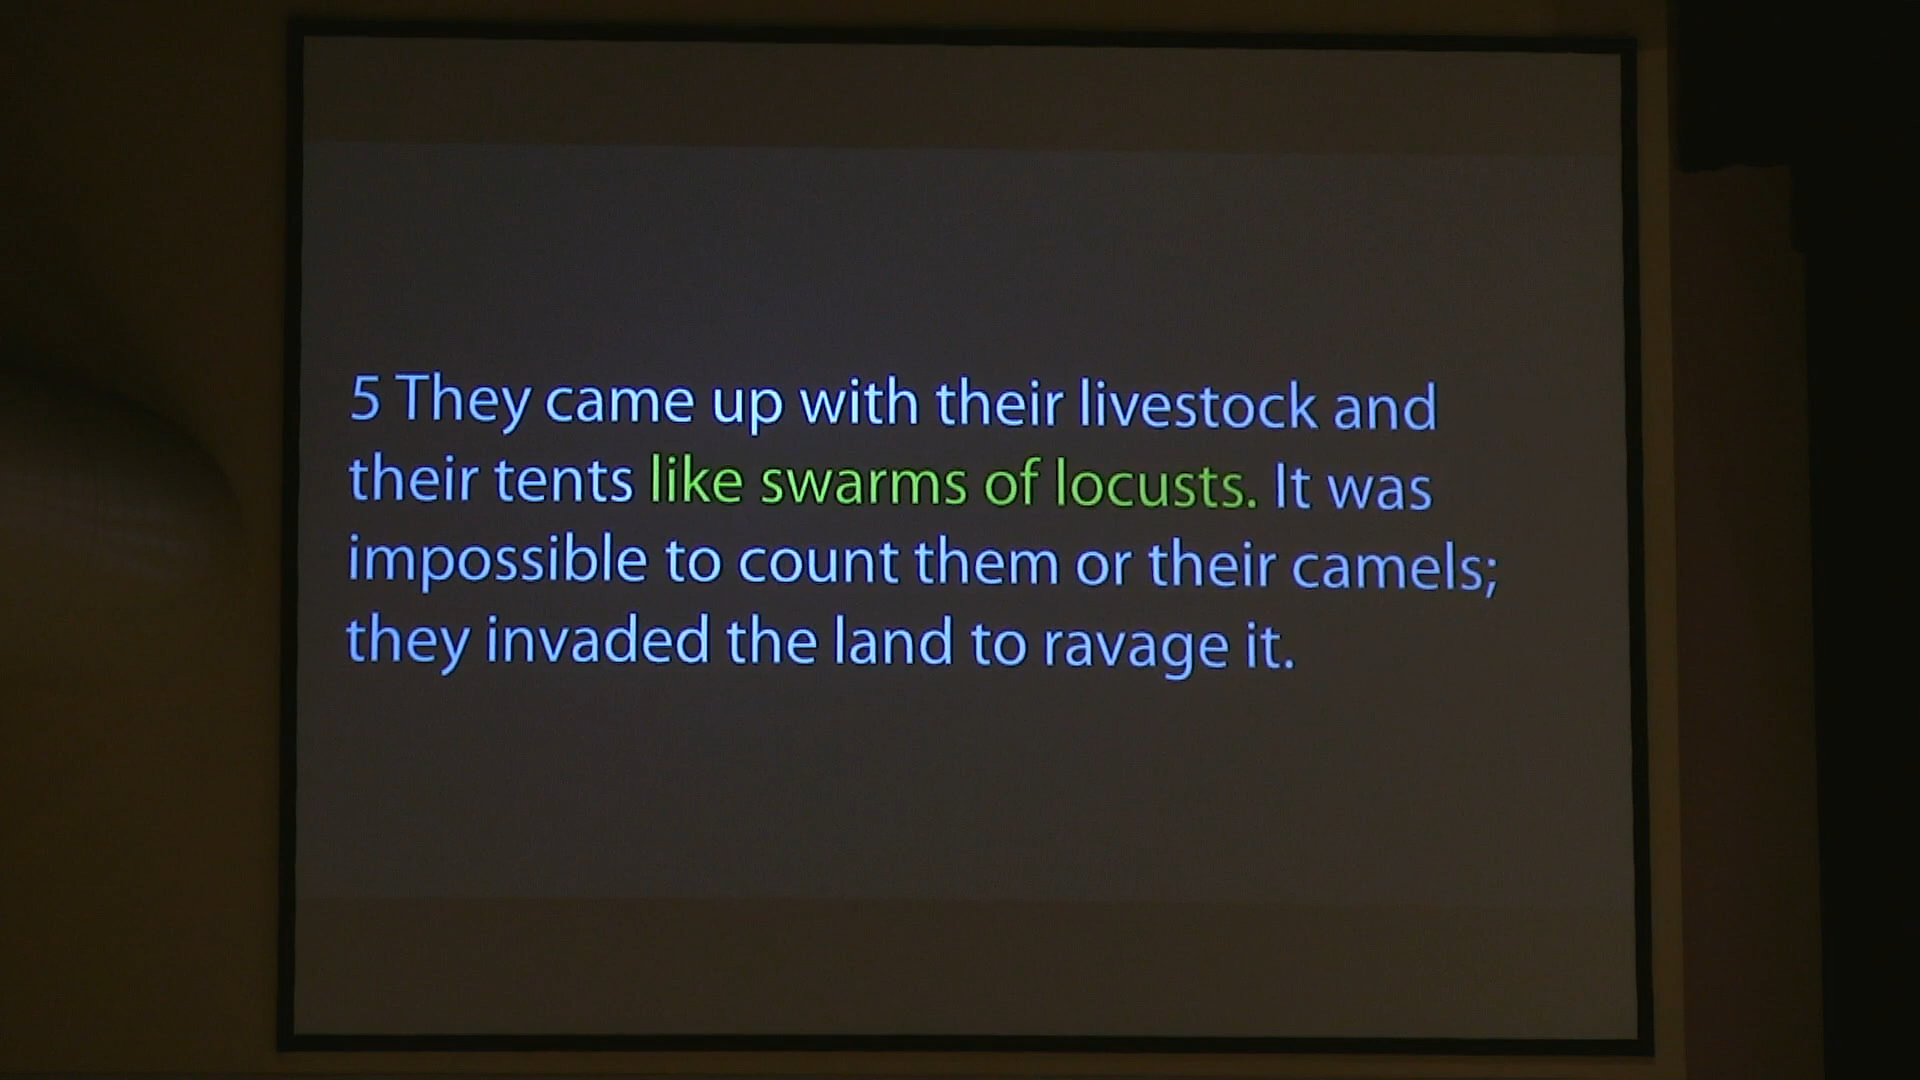 5 They came up with their livestock and
their tents like swarms of locusts. It was
impossible to count them or their camels;
they invaded the land to ravage it.